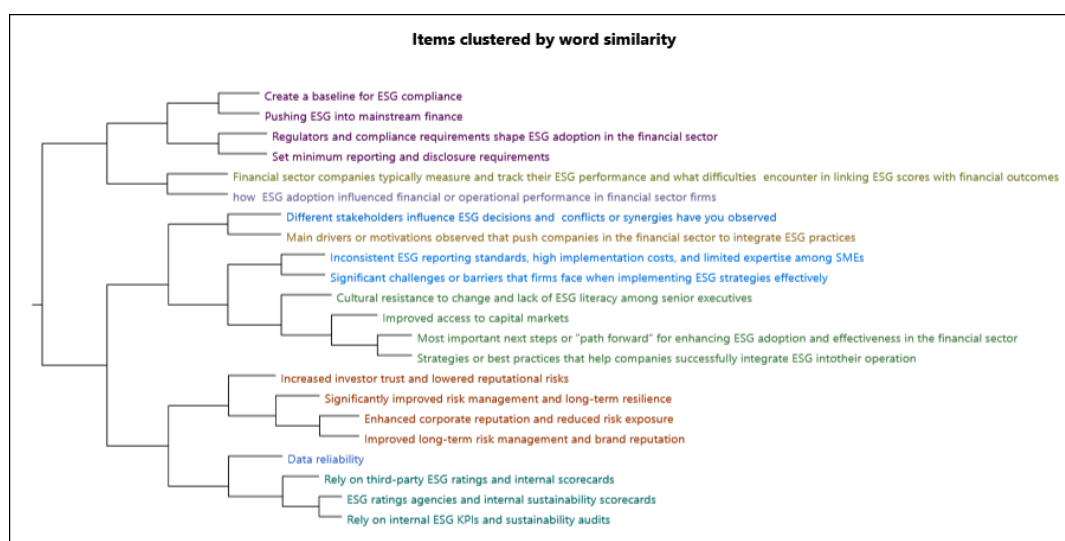 Items clustered by word similarity
Create a baseline for ESG compliance
Pushing ESG into mainstream finance
Regulators and compliance requirements shape ESG adoption in the financial sector
Set minimum reporting and disclosure requirements
Financial sector companies typically measure and track their ESG performance and what difficulties  encounter in linking ESG scores with financial outcomes
how  ESG adoption influenced financial or operational performance in financial sector firms
Different stakeholders influence ESG decisions and  conflicts or synergies have you observed
Main drivers or motivations observed that push companies in the financial sector to integrate ESG practices
Inconsistent ESG reporting standards, high implementation costs, and limited expertise among SMEs
Significant challenges or barriers that firms face when implementing ESG strategies effectively
Cultural resistance to change and lack of ESG literacy among senior executives
Improved access to capital markets
Most important next steps or "path forward" for enhancing ESG adoption and effectiveness in the financial sector
Strategies or best practices that help companies successfully integrate ESG intotheir operation
Increased investor trust and lowered reputational risks
Significantly improved risk management and long-term resilience
Enhanced corporate reputation and reduced risk exposure
Improved long-term risk management and brand reputation
Data reliability
Rely on third-party ESG ratings and internal scorecards
ESG ratings agencies and internal sustainability scorecards
Rely on internal ESG KPIs and sustainability audits